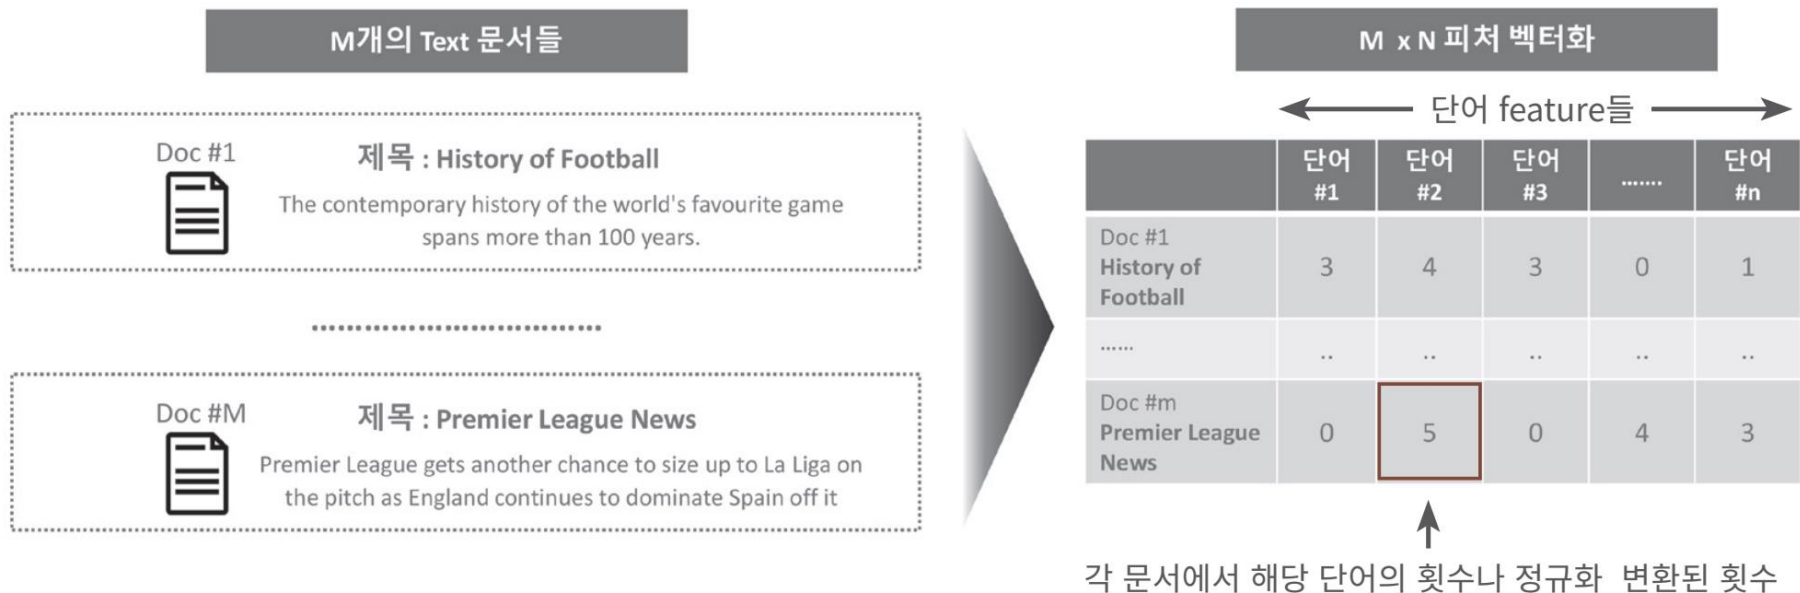 M개의 Text 문서들
Doc #1
제목 : History of Football
The contemporary history of the world's favourite game
spans more than 100 years.
................................
Doc #M
제목 : Premier League News
Premier League gets another chance to size up to La Liga on
the pitch as England continues to dominate Spain off it
M x N 피처 벡터화
단어 feature들
단어 #1 단어 #2 단어 #3 ....... 단어 #n
Doc #1
History of
Football
3 4 3 0 1
...... .. .. .. .. ..
Doc #m
Premier League
News
0 5 0 4 3
각 문서에서 해당 단어의 횟수나 정규화 변환된 횟수